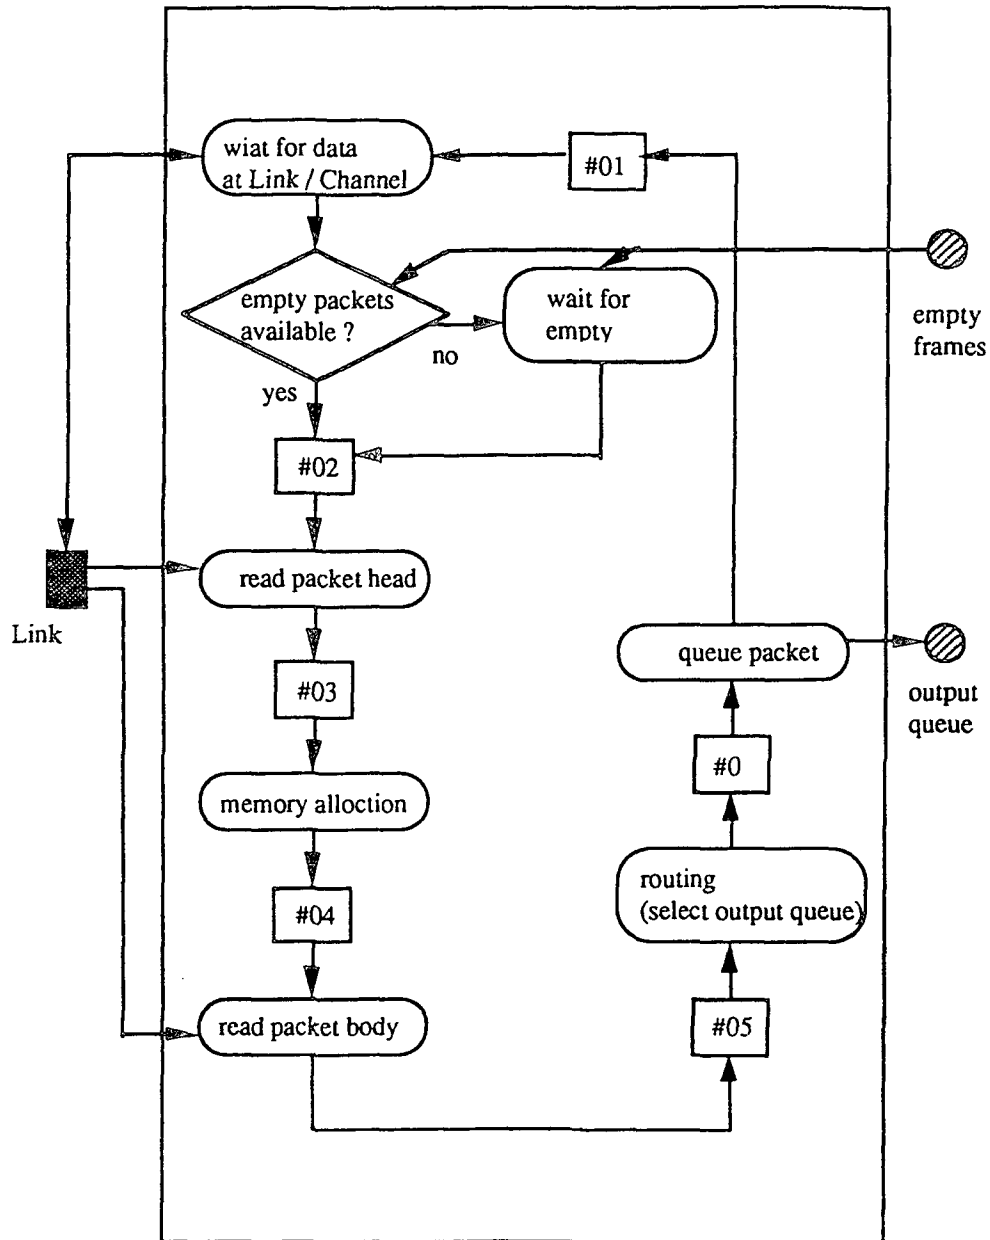 wiat for data
at Link / Channel
#01
empty packets
available ?
wait for
empty
no
yes
empty
frames
#02
read packet head
Link
#03
queue packet
output
queue
memory alloction
#0
#04
routing
(select output queue)
read packet body
#05